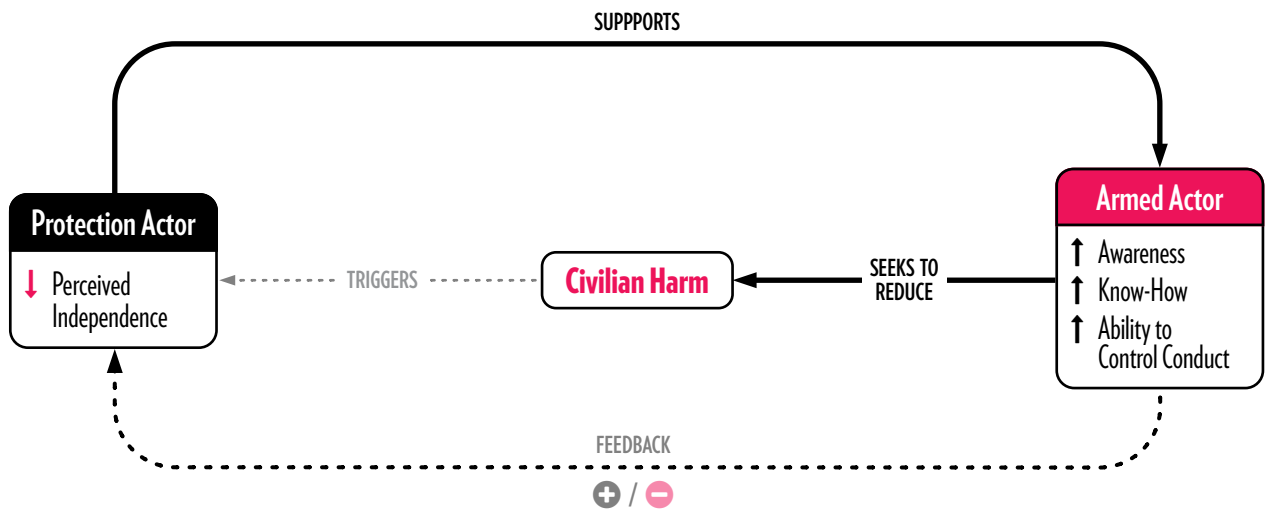 SUPPPORTS
Protection Actor
↓ Perceived
Independence
TRIGGERS
Civilian Harm
SEEKS TO
REDUCE
Armed Actor
↑ Awareness
↑ Know-How
↑ Ability to
Control Conduct
FEEDBACK
+ / -